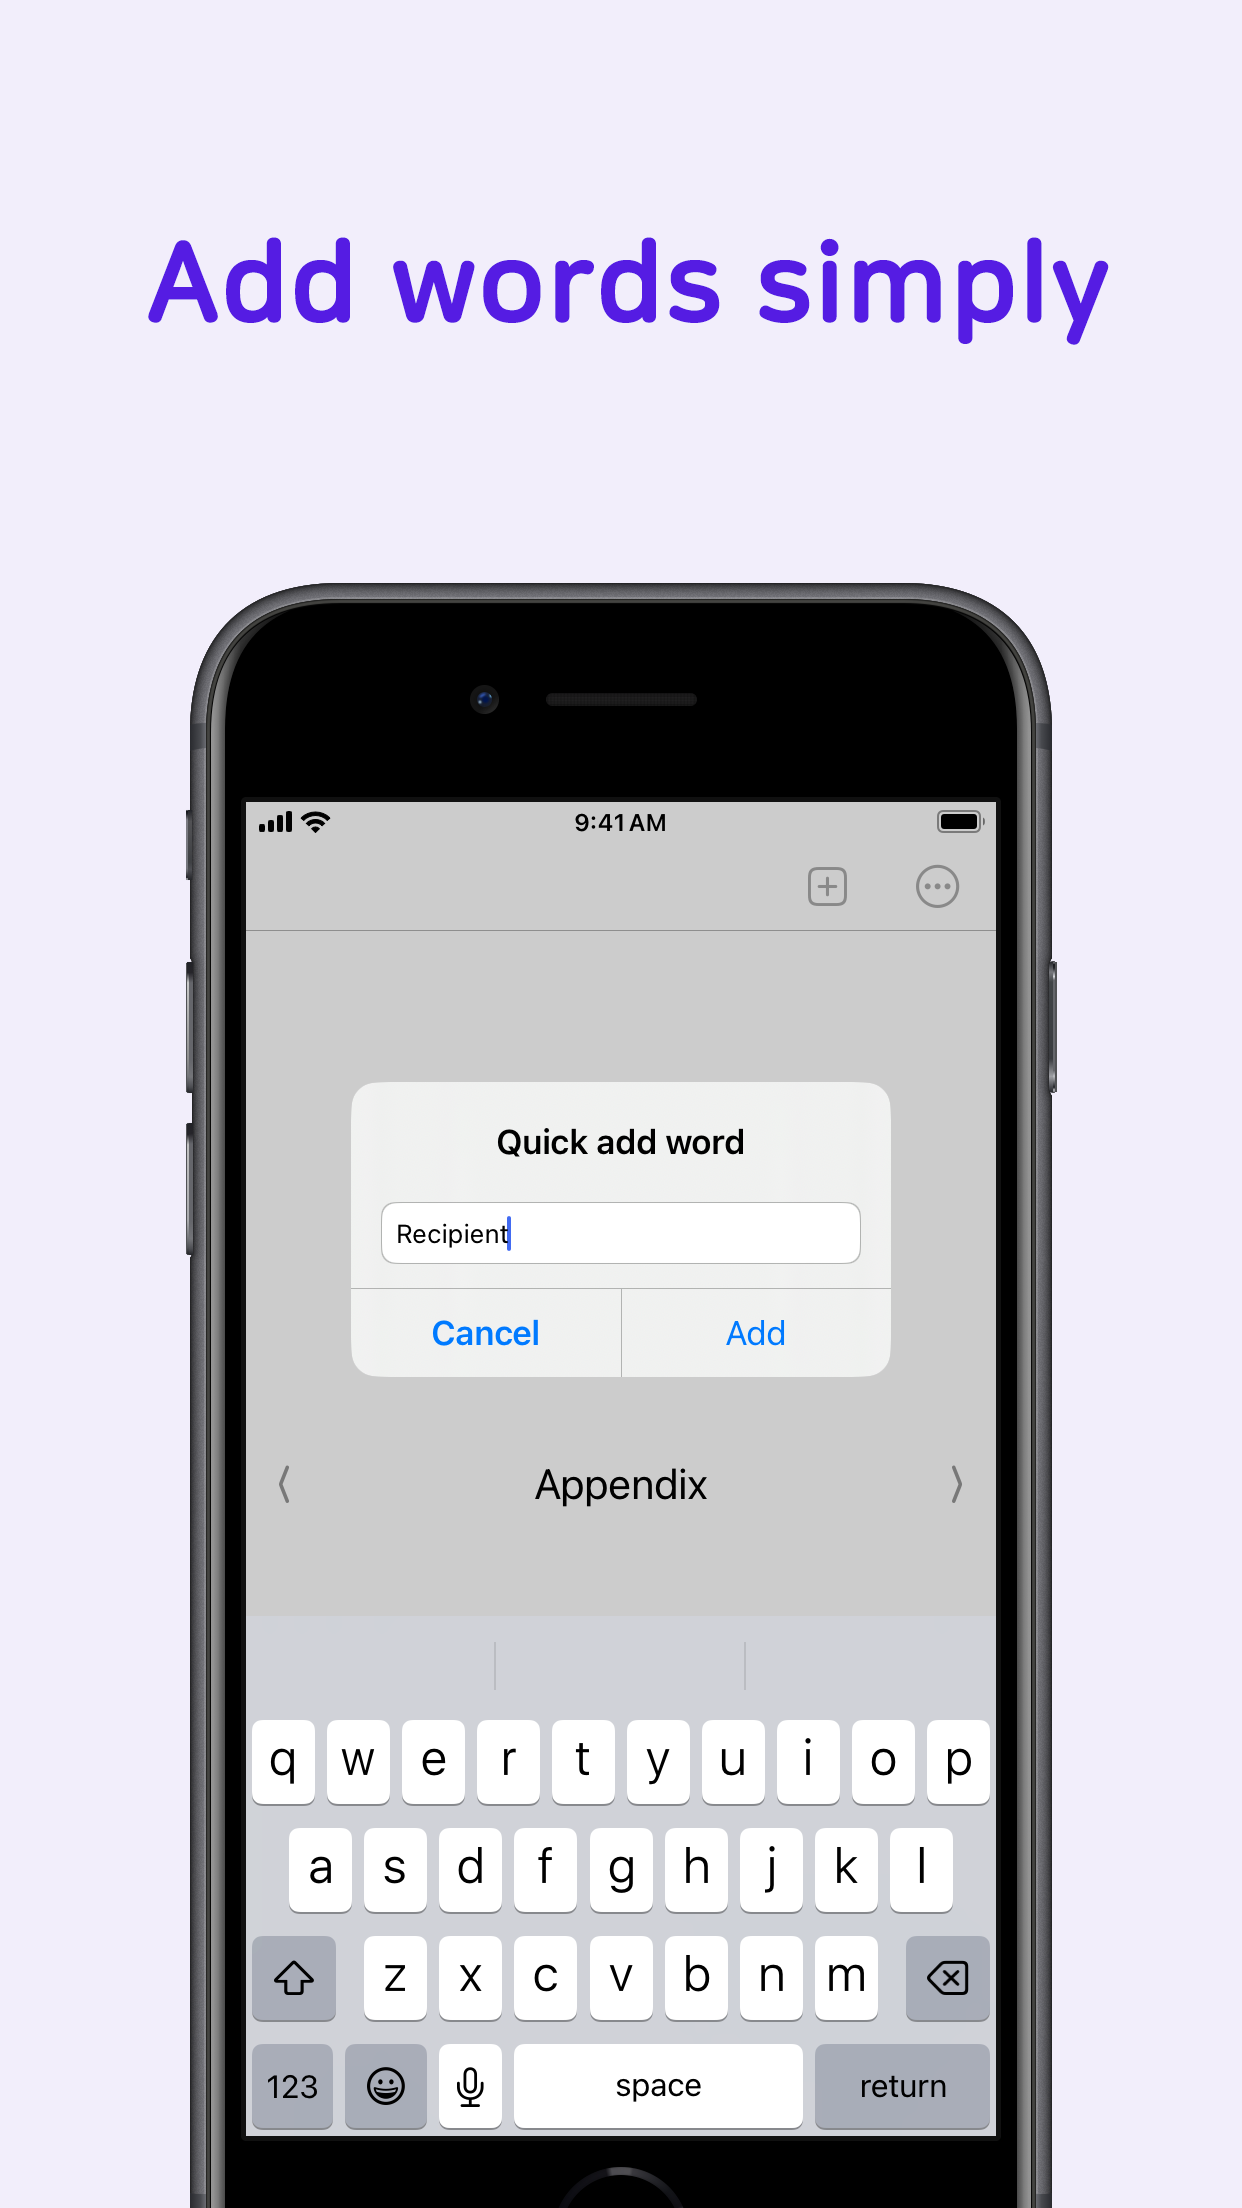 Add words simply
9:41 AM
Quick add word
Recipient
Cancel Add
Appendix
q w e r t y u i o p
a s d f g h j k l
z x c v b n m
123 space return